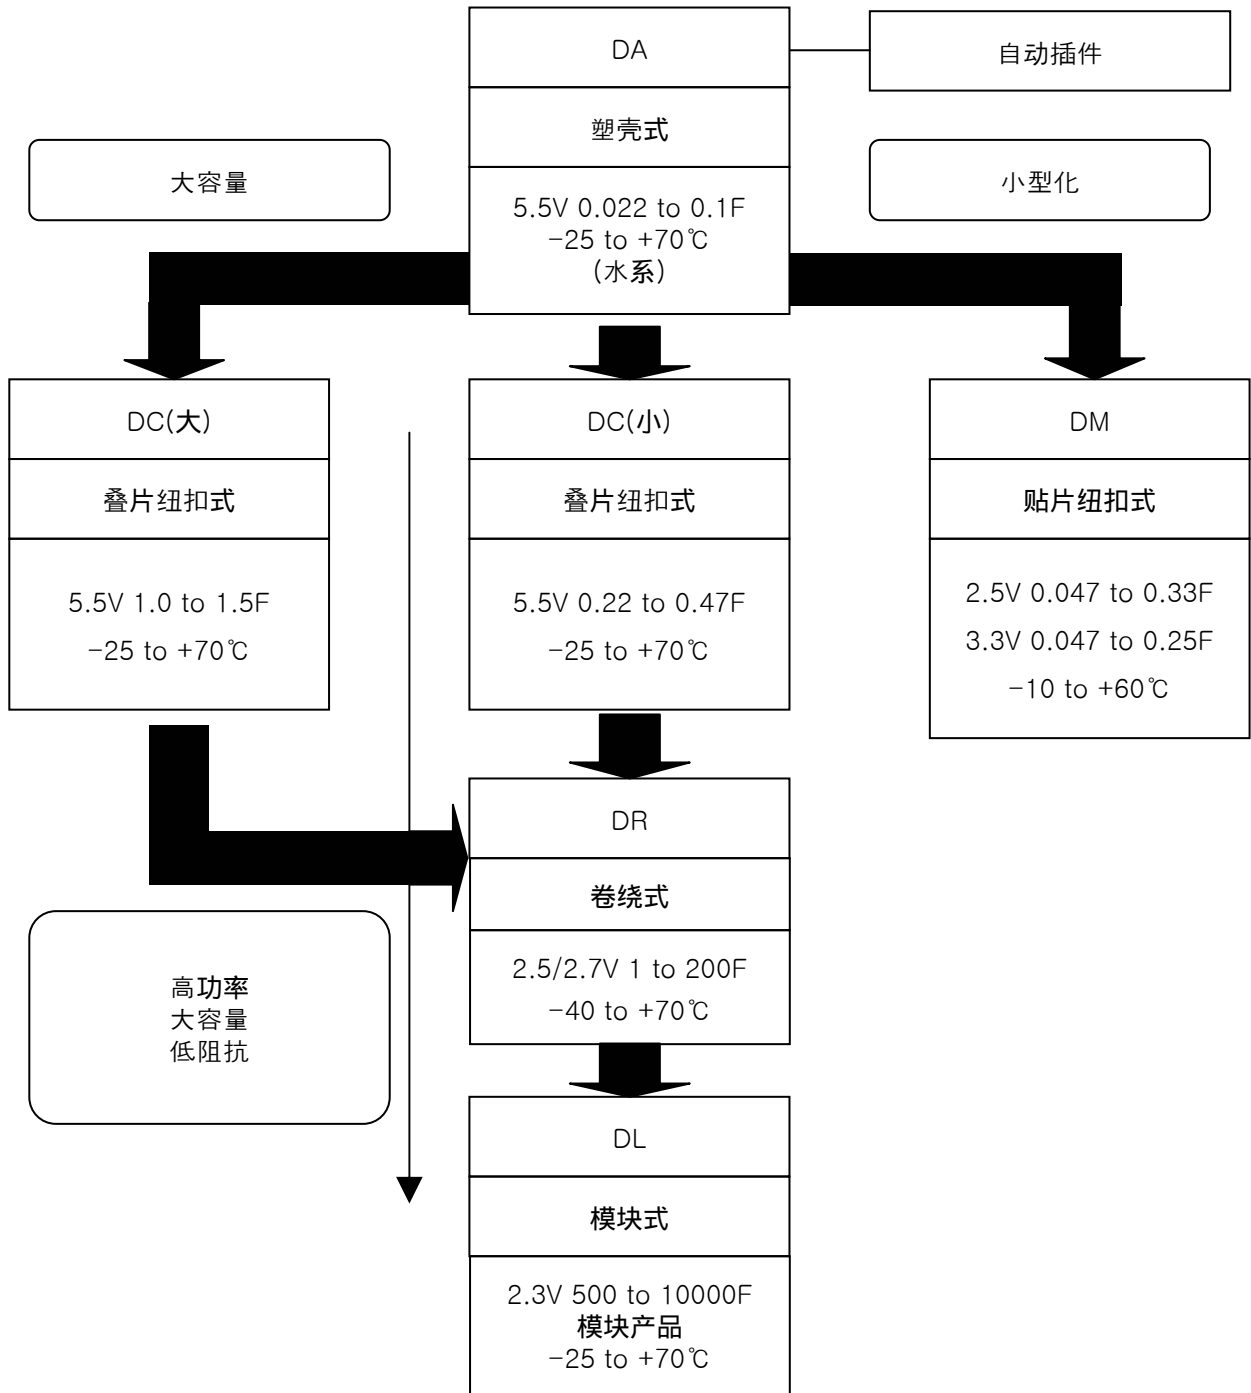 DA
自动插件
塑壳式
大容量
小型化
5.5V 0.022 to 0.1F
-25 to +70℃
(水系)
DC(大)
叠片纽扣式
5.5V 1.0 to 1.5F
-25 to +70℃
DC(小)
叠片纽扣式
5.5V 0.22 to 0.47F
-25 to +70℃
DM
贴片纽扣式
2.5V 0.047 to 0.33F
3.3V 0.047 to 0.25F
-10 to +60℃
DR
卷绕式
2.5/2.7V 1 to 200F
-40 to +70℃
高功率
大容量
低阻抗
DL
模块式
2.3V 500 to 10000F
模块产品
-25 to +70℃